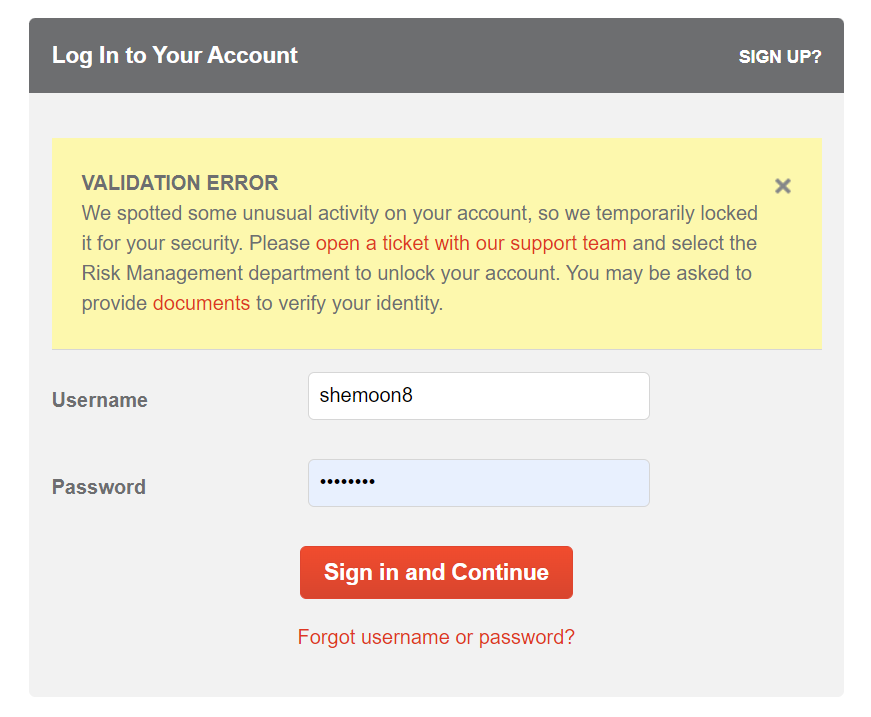 Log In to Your Account
SIGN UP?
VALIDATION ERROR
We spotted some unusual activity on your account, so we temporarily locked
it for your security. Please open a ticket with our support team and select the
Risk Management department to unlock your account. You may be asked to
provide documents to verify your identity.
Username
shemoon8
Password
••••••••
Sign in and Continue
Forgot username or password?